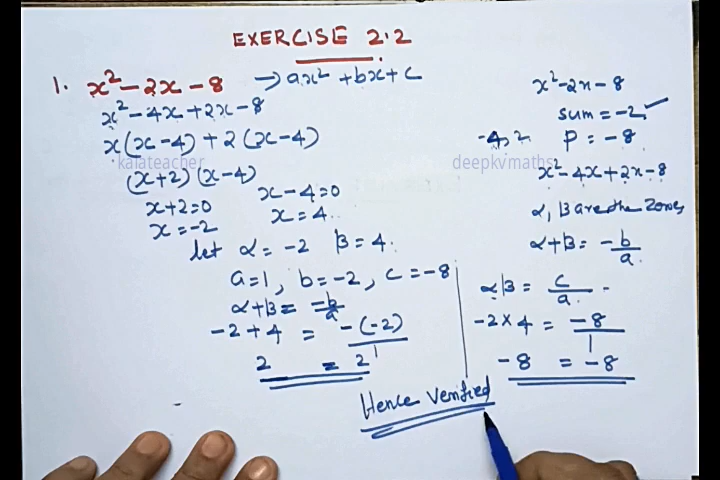 EXERCISE 2.2
1. x² - 2x - 8 → ax² + bx + c
x² - 4x + 2x - 8
x(x-4) + 2(x-4)
(x+2)(x-4)
x+2=0 x-4=0
x=-2 x=4
let α = -2 β = 4
a=1, b=-2, c=-8
α+β = -b/a
-2+4 = -(-2)/1
2 = 2
x²-2x-8
sum = -2 ✓
-4, 2 P = -8
x²-4x+2x-8
α, β are the Zeroes
α+β = -b/a
αβ = c/a
-2×4 = -8/1
-8 = -8
Hence Verified
kalateacher
deepkvmaths